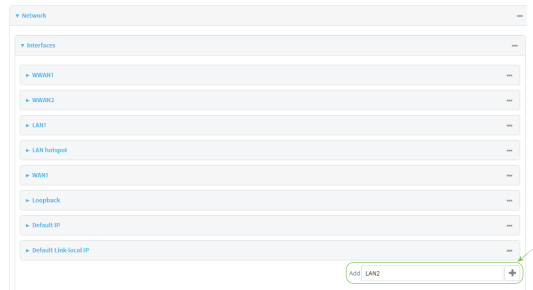 Network
Interfaces
WWAN1
WWAN2
LAN1
LAN hotspot
WAN1
Loopback
Default IP
Default Link-local IP
Add LAN2